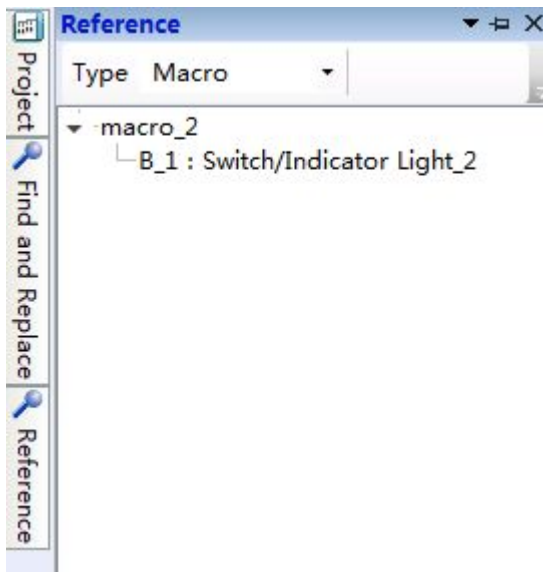 Reference
Type Macro
macro_2
B_1 : Switch/Indicator Light_2
Project
Find and Replace
Reference